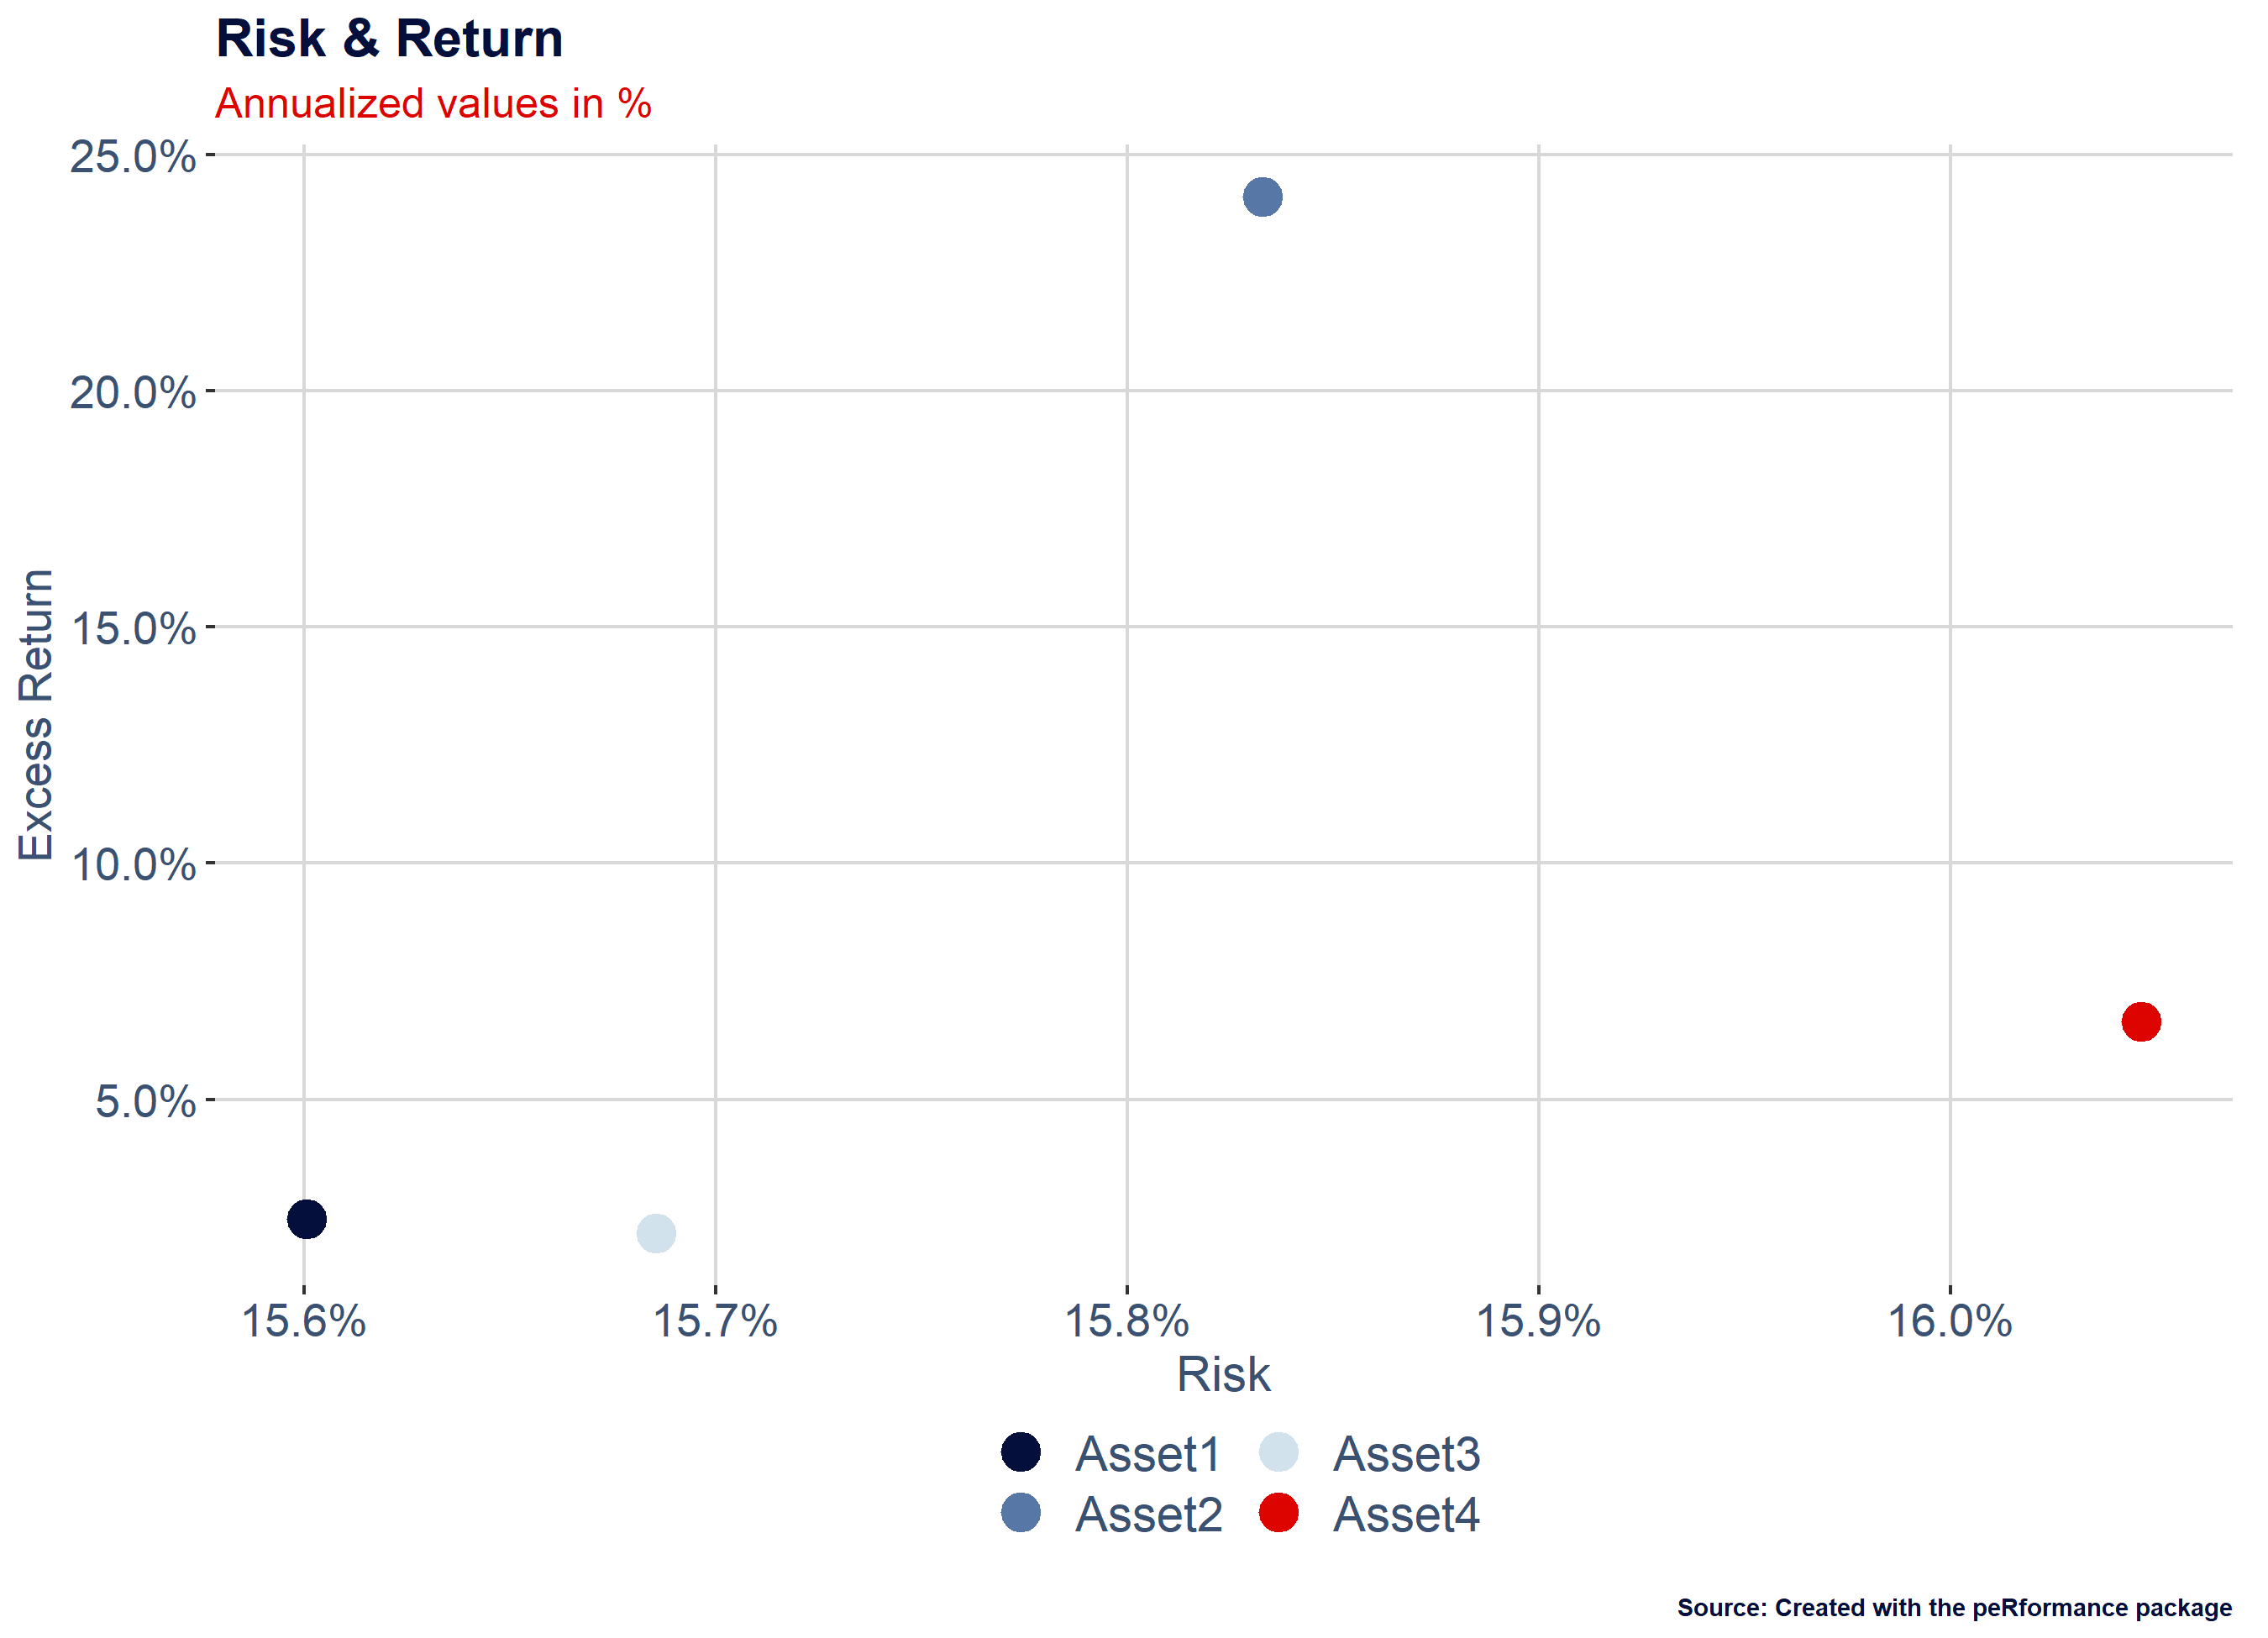 Risk & Return
Annualized values in %
25.0%
20.0%
15.0%
10.0%
5.0%
Excess Return
15.6% 15.7% 15.8% 15.9% 16.0%
Risk
Asset1 Asset3
Asset2 Asset4
Source: Created with the peRformance package